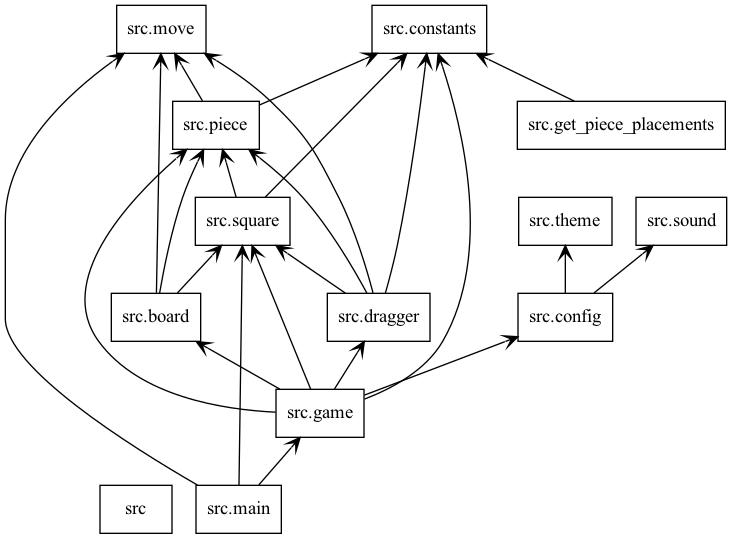 src.move
src.constants
src.piece
src.get_piece_placements
src.square
src.theme
src.sound
src.board
src.dragger
src.config
src.game
src
src.main